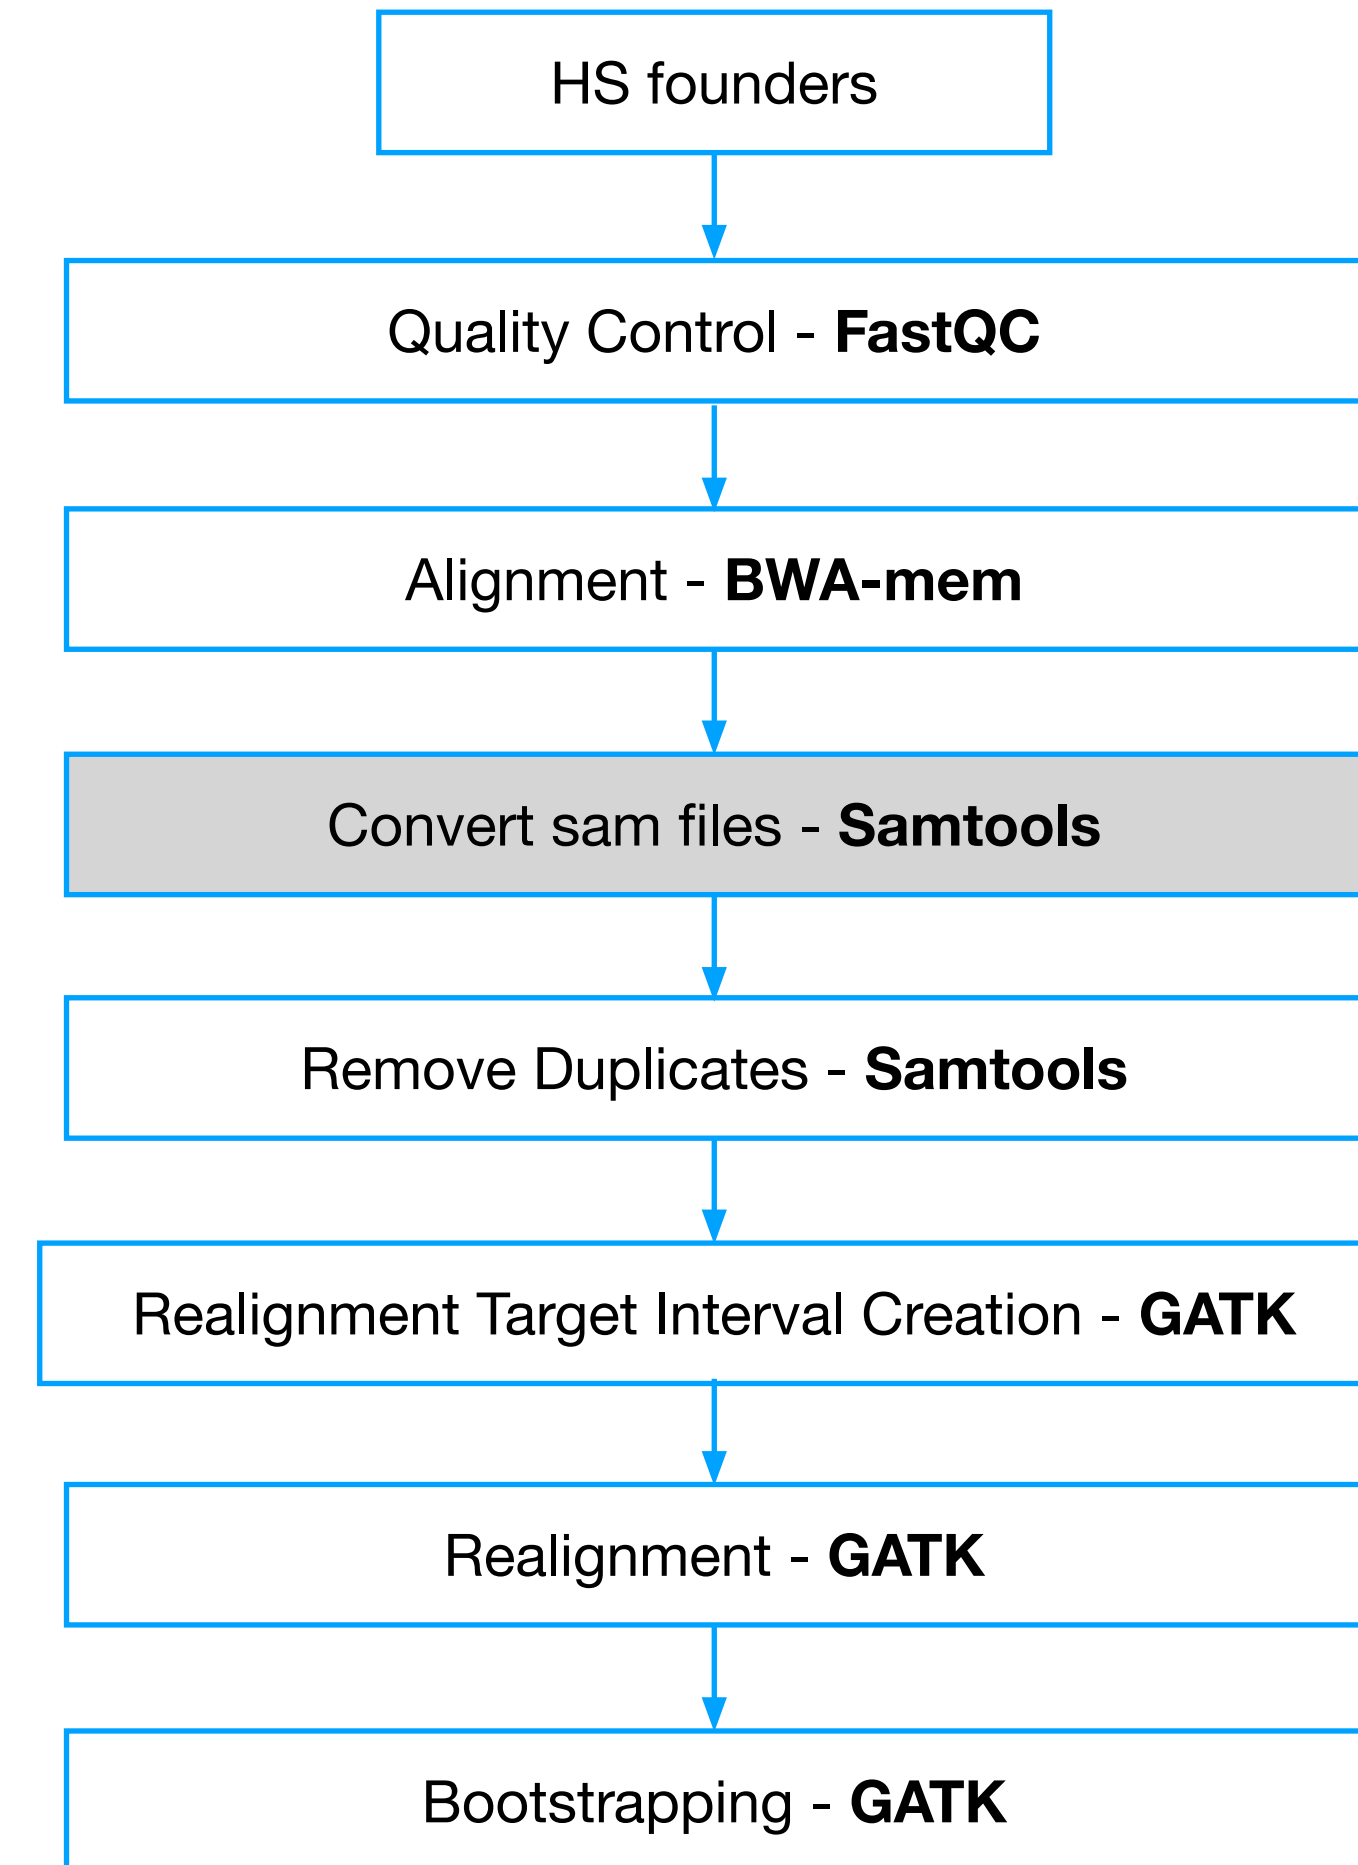 HS founders
Quality Control - FastQC
Alignment - BWA-mem
Convert sam files - Samtools
Remove Duplicates - Samtools
Realignment Target Interval Creation - GATK
Realignment - GATK
Bootstrapping - GATK